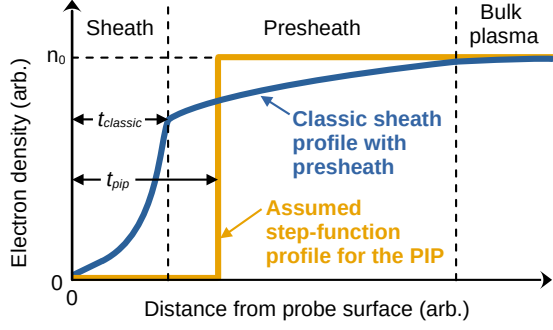 Sheath
Presheath
Bulk
plasma
n₀
t_classic
Classic sheath
profile with
presheath
t_pip
Assumed
step-function
profile for the PIP
Electron density (arb.)
0
0
Distance from probe surface (arb.)